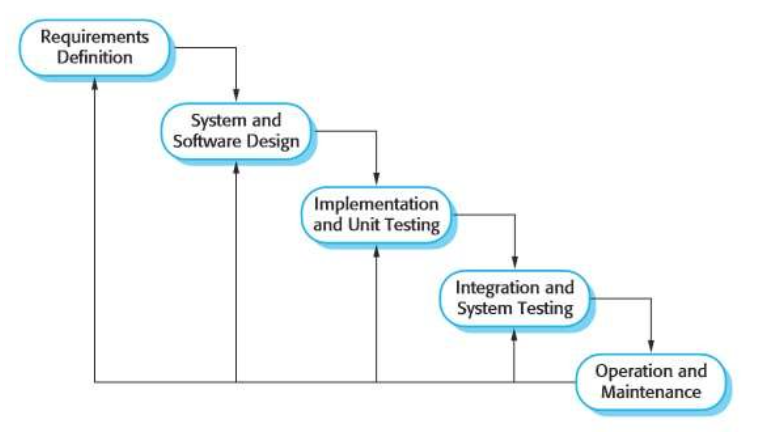 Requirements
Definition
System and
Software Design
Implementation
and Unit Testing
Integration and
System Testing
Operation and
Maintenance